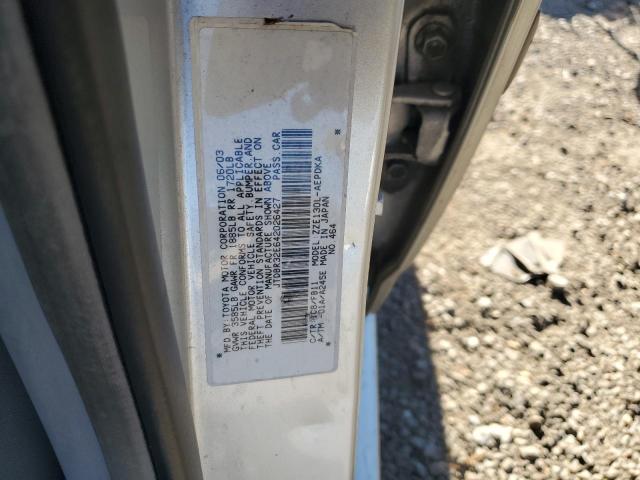 MFD BY: TOYOTA MOTOR CORPORATION 06/03
GVWR 3585LB GAWR FR 1885LB RR 1720LB
THIS VEHICLE CONFORMS TO ALL APPLICABLE
FEDERAL MOTOR VEHICLE SAFETY, BUMPER, AND
THEFT PREVENTION STANDARDS IN EFFECT ON
THE DATE OF MANUFACTURE SHOWN ABOVE.
* JTDBR32E642026427 PASS. CAR *
C/TR: 1C8/FB11 MODEL: ZZE130L-AEPDKA
A/TM: -01A/A245E MADE IN JAPAN
NO 464